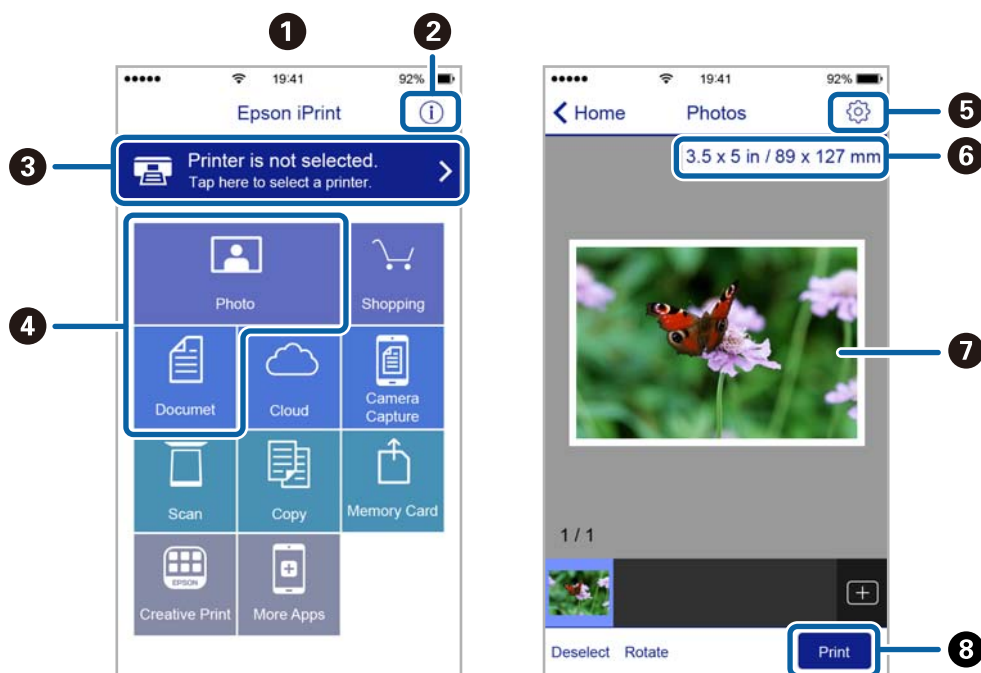 1
2
19:41
92%
Epson iPrint
3
Printer is not selected.
Tap here to select a printer.
4
Photo
Shopping
Documet
Cloud
Camera
Capture
Scan
Copy
Memory Card
EPSON
Creative Print
More Apps
19:41
92%
Home
Photos
5
3.5 x 5 in / 89 x 127 mm
6
7
1 / 1
Deselect
Rotate
Print
8